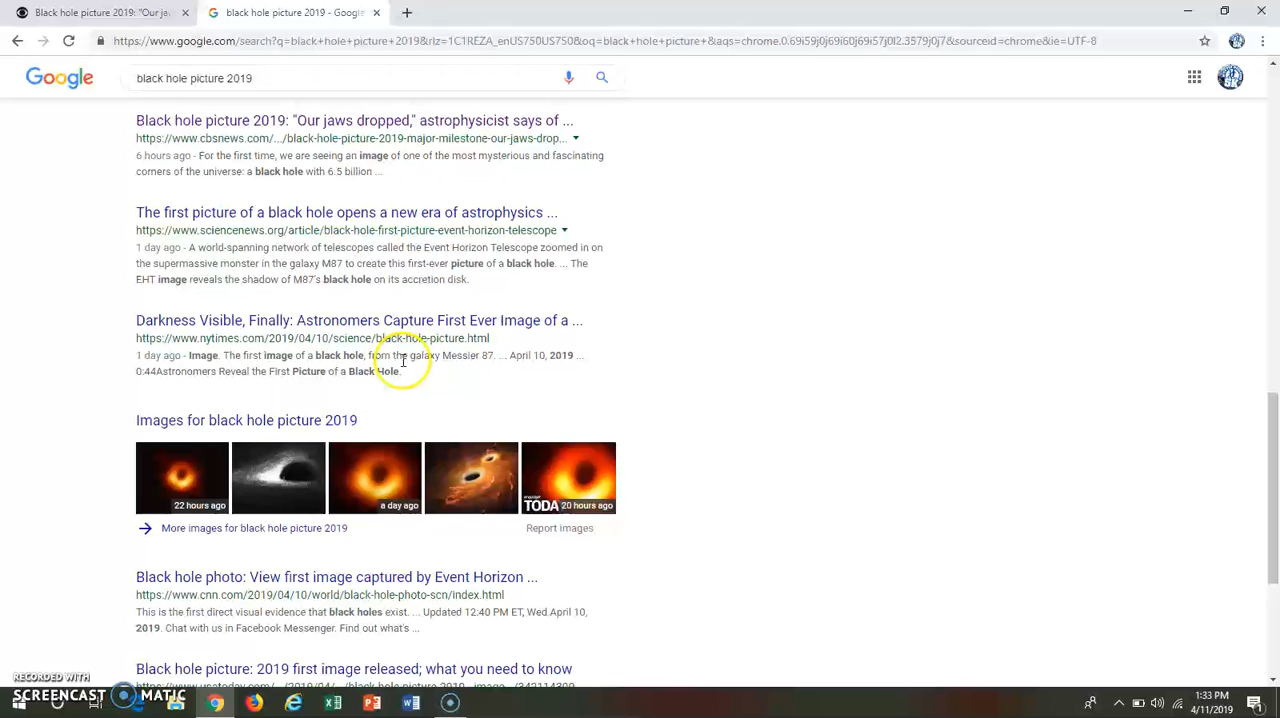 Black hole picture 2019: "Our ja
black hole picture 2019 - Google
https://www.google.com/search?q=black+hole+picture+2019&rlz=1C1REZA_enUS750US750&oq=black+hole+picture+&aqs=chrome.0.69i59j0j69i60j69i57j0l2.3579j0j7&sourceid=chrome&ie=UTF-8
Google
black hole picture 2019
Black hole picture 2019: "Our jaws dropped," astrophysicist says of ...
https://www.cbsnews.com/.../black-hole-picture-2019-major-milestone-our-jaws-drop...
6 hours ago - For the first time, we are seeing an image of one of the most mysterious and fascinating
corners of the universe: a black hole with 6.5 billion ...
The first picture of a black hole opens a new era of astrophysics ...
https://www.sciencenews.org/article/black-hole-first-picture-event-horizon-telescope
1 day ago - A world-spanning network of telescopes called the Event Horizon Telescope zoomed in on
the supermassive monster in the galaxy M87 to create this first-ever picture of a black hole. ... The
EHT image reveals the shadow of M87's black hole on its accretion disk.
Darkness Visible, Finally: Astronomers Capture First Ever Image of a ...
https://www.nytimes.com/2019/04/10/science/black-hole-picture.html
1 day ago - Image. The first image of a black hole, from the galaxy Messier 87. ... April 10, 2019 ...
0:44Astronomers Reveal the First Picture of a Black Hole.
Images for black hole picture 2019
22 hours ago
a day ago
TODA
20 hours ago
More images for black hole picture 2019
Report images
Black hole photo: View first image captured by Event Horizon ...
https://www.cnn.com/2019/04/10/world/black-hole-photo-scn/index.html
This is the first direct visual evidence that black holes exist. ... Updated 12:40 PM ET, Wed April 10,
2019. Chat with us in Facebook Messenger. Find out what's ...
Black hole picture: 2019 first image released; what you need to know
RECORDED WITH
SCREENCAST MATIC
1:33 PM
4/11/2019